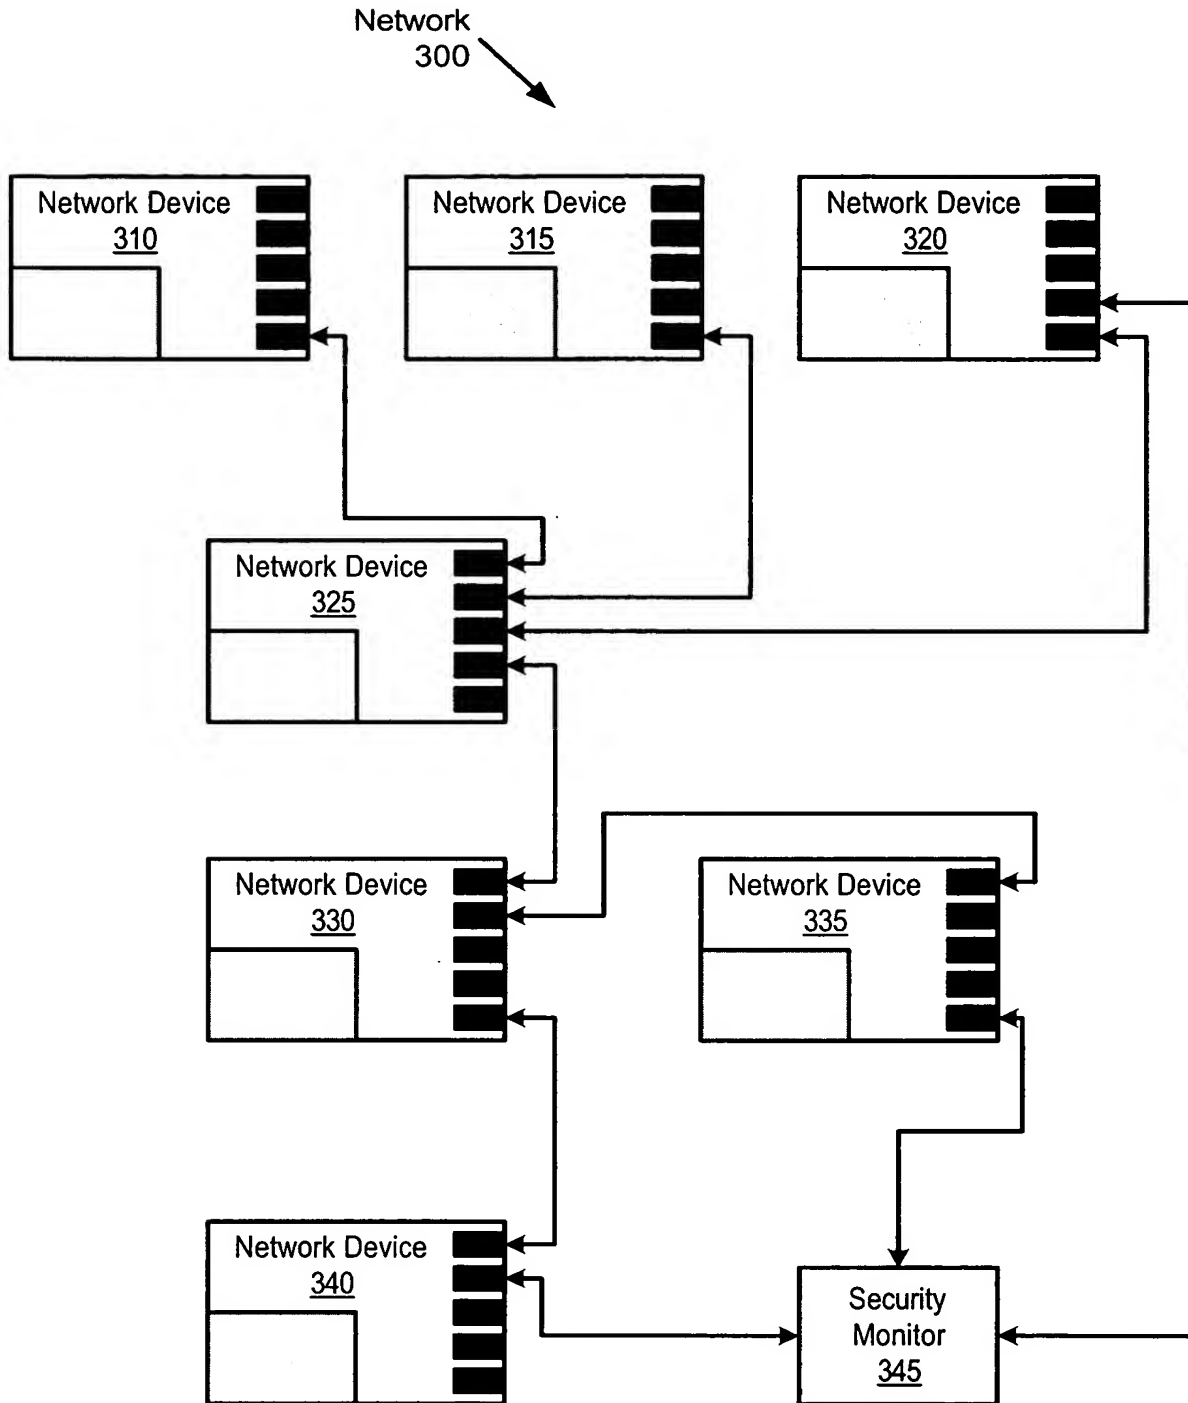 Network
300
Network Device
310
Network Device
315
Network Device
320
Network Device
325
Network Device
330
Network Device
335
Network Device
340
Security
Monitor
345